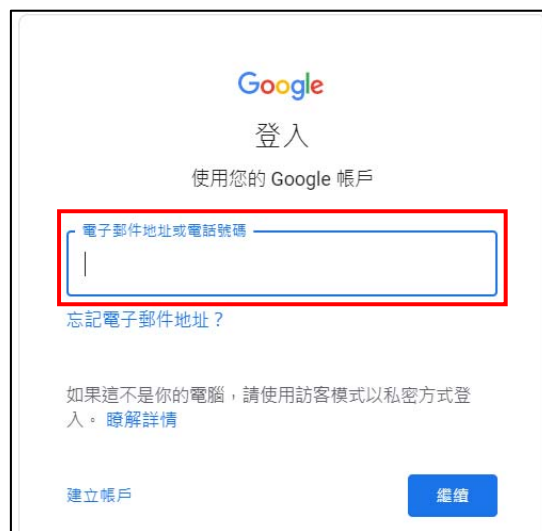 Google
登入
使用您的 Google 帳戶
電子郵件地址或電話號碼
忘記電子郵件地址？
如果這不是你的電腦，請使用訪客模式以私密方式登
入。 瞭解詳情
建立帳戶
繼續